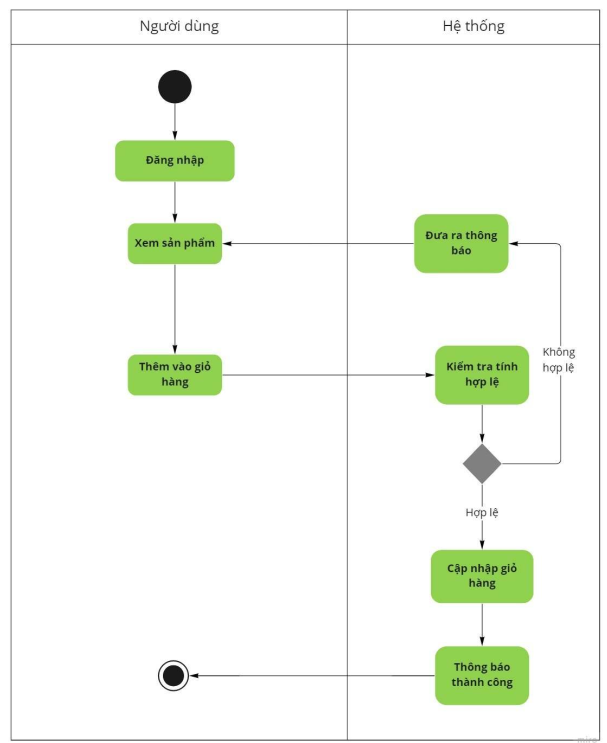 Người dùng
Hệ thống
Đăng nhập
Xem sản phẩm
Đưa ra thông
báo
Thêm vào giỏ
hàng
Kiểm tra tính
hợp lệ
Không
hợp lệ
Hợp lệ
Cập nhập giỏ
hàng
Thông báo
thành công
miro